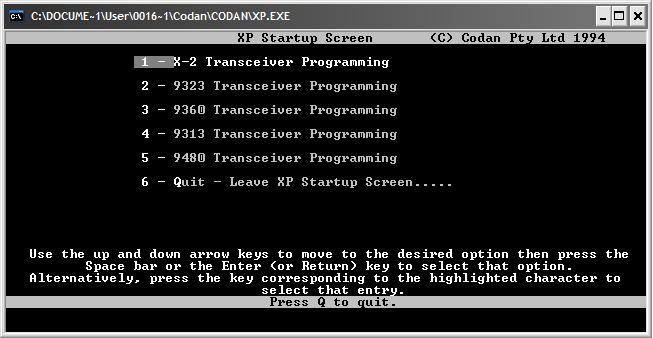 C:\DOCUME~1\User\0016~1\Codan\CODAN\XP.EXE
XP Startup Screen (C) Codan Pty Ltd 1994
1 - X-2 Transceiver Programming
2 - 9323 Transceiver Programming
3 - 9360 Transceiver Programming
4 - 9313 Transceiver Programming
5 - 9480 Transceiver Programming
6 - Quit - Leave XP Startup Screen.....
Use the up and down arrow keys to move to the desired option then press the
Space bar or the Enter (or Return) key to select that option.
Alternatively, press the key corresponding to the highlighted character to
select that entry.
Press Q to quit.